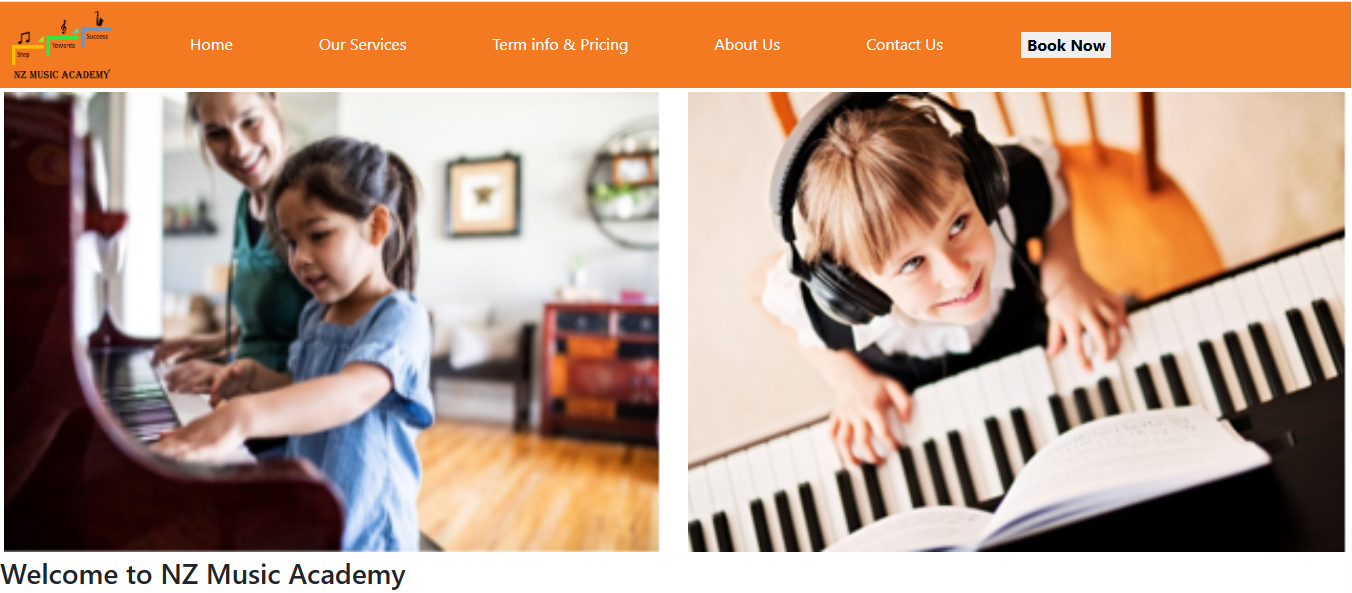 Success
Towards
Step
NZ MUSIC ACADEMY
Home
Our Services
Term info & Pricing
About Us
Contact Us
Book Now
Welcome to NZ Music Academy